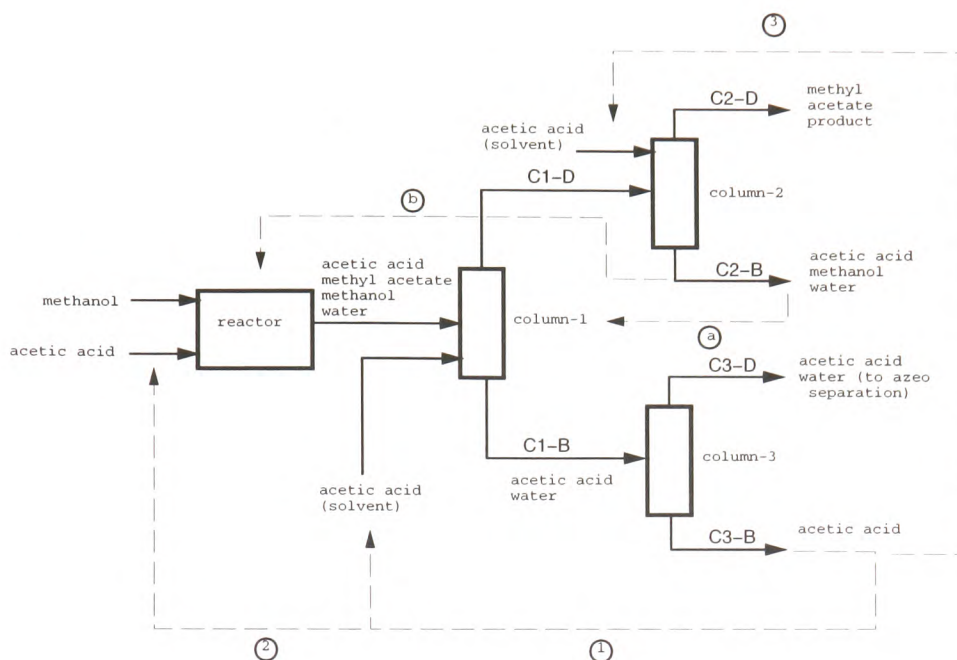 3
C2-D
methyl
acetate
product
acetic acid
(solvent)
C1-D
column-2
b
C2-B
acetic acid
methanol
water
acetic acid
methyl acetate
methanol
water
methanol
reactor
column-1
acetic acid
a
C3-D
acetic acid
water (to azeo
separation)
C1-B
column-3
acetic acid
water
acetic acid
(solvent)
C3-B
acetic acid
2
1